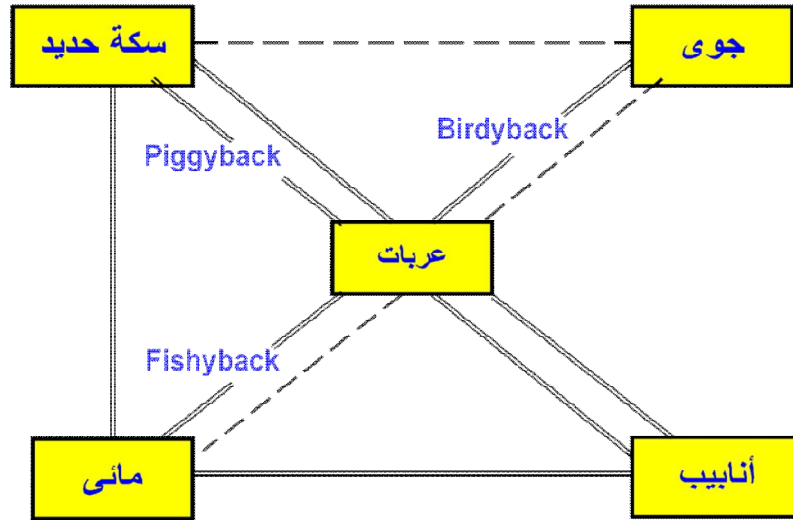 سكة حديد
جوى
Birdyback
Piggyback
عربات
Fishyback
مائى
أنابيب